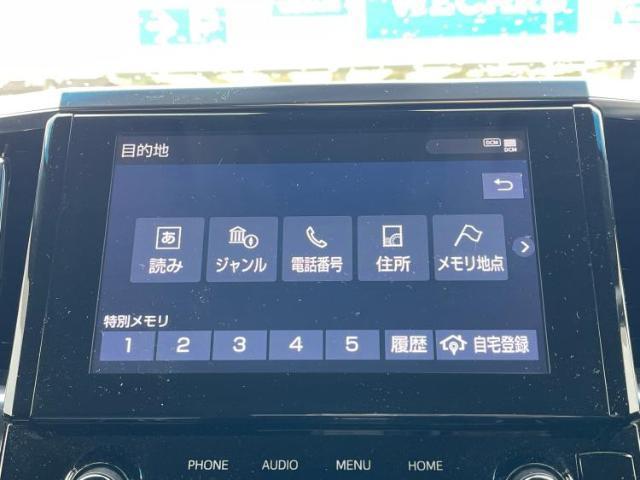 目的地
DCM
DCM
あ
読み
ジャンル
電話番号
住所
メモリ地点
特別メモリ
1 2 3 4 5 履歴 自宅登録
PHONE AUDIO MENU HOME